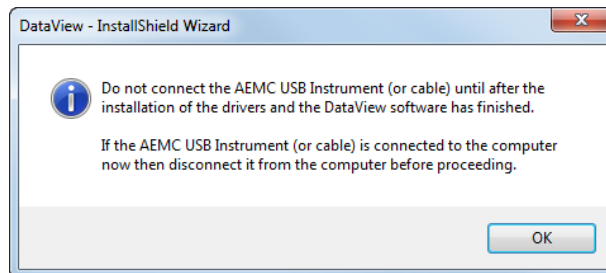 DataView - InstallShield Wizard
Do not connect the AEMC USB Instrument (or cable) until after the
installation of the drivers and the DataView software has finished.
If the AEMC USB Instrument (or cable) is connected to the computer
now then disconnect it from the computer before proceeding.
OK